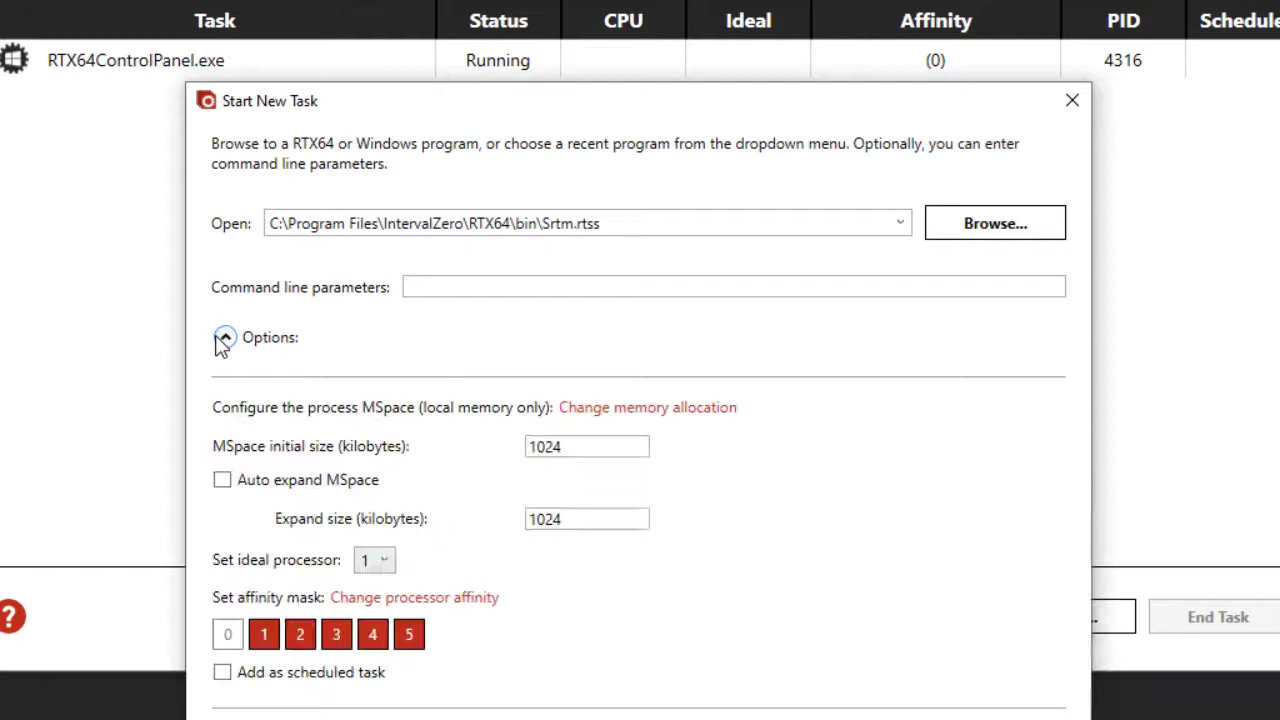 Task Status CPU Ideal Affinity PID Schedule
RTX64ControlPanel.exe Running (0) 4316
Start New Task
Browse to a RTX64 or Windows program, or choose a recent program from the dropdown menu. Optionally, you can enter
command line parameters.
Open: C:\Program Files\IntervalZero\RTX64\bin\Srtm.rtss Browse...
Command line parameters:
Options:
Configure the process MSpace (local memory only): Change memory allocation
MSpace initial size (kilobytes): 1024
Auto expand MSpace
Expand size (kilobytes): 1024
Set ideal processor: 1
Set affinity mask: Change processor affinity
0 1 2 3 4 5
? .. End Task
Add as scheduled task